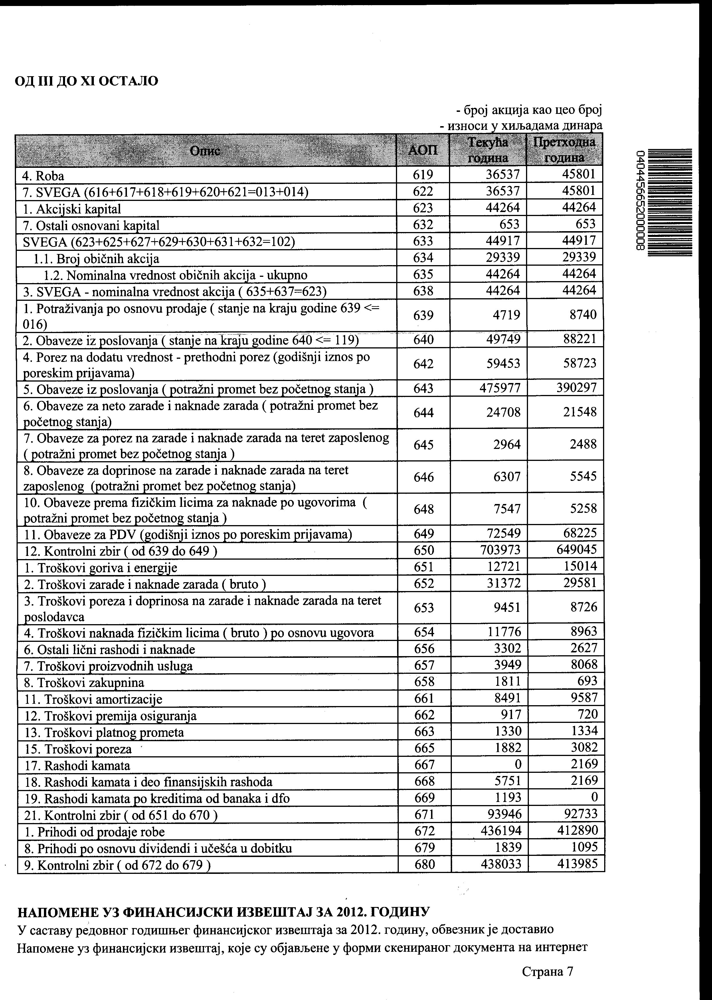 ОД III ДО XI ОСТАЛО
- број акција као цео број
- износи у хиљадама динара
Опис АОП Текућа година Претходна година
4. Roba 619 36537 45801
7. SVEGA (616+617+618+619+620+621=013+014) 622 36537 45801
1. Akcijski kapital 623 44264 44264
7. Ostali osnovani kapital 632 653 653
SVEGA (623+625+627+629+630+631+632=102) 633 44917 44917
1.1. Broj običnih akcija 634 29339 29339
1.2. Nominalna vrednost običnih akcija - ukupno 635 44264 44264
3. SVEGA - nominalna vrednost akcija ( 635+637=623) 638 44264 44264
1. Potraživanja po osnovu prodaje ( stanje na kraju godine 639 <=
016) 639 4719 8740
2. Obaveze iz poslovanja ( stanje na kraju godine 640 <= 119) 640 49749 88221
4. Porez na dodatu vrednost - prethodni porez (godišnji iznos po
poreskim prijavama) 642 59453 58723
5. Obaveze iz poslovanja ( potražni promet bez početnog stanja ) 643 475977 390297
6. Obaveze za neto zarade i naknade zarada ( potražni promet bez
početnog stanja) 644 24708 21548
7. Obaveze za porez na zarade i naknade zarada na teret zaposlenog
( potražni promet bez početnog stanja ) 645 2964 2488
8. Obaveze za doprinose na zarade i naknade zarada na teret
zaposlenog (potražni promet bez početnog stanja) 646 6307 5545
10. Obaveze prema fizičkim licima za naknade po ugovorima (
potražni promet bez početnog stanja ) 648 7547 5258
11. Obaveze za PDV (godišnji iznos po poreskim prijavama) 649 72549 68225
12. Kontrolni zbir ( od 639 do 649 ) 650 703973 649045
1. Troškovi goriva i energije 651 12721 15014
2. Troškovi zarade i naknade zarada ( bruto ) 652 31372 29581
3. Troškovi poreza i doprinosa na zarade i naknade zarada na teret
poslodavca 653 9451 8726
4. Troškovi naknada fizičkim licima ( bruto ) po osnovu ugovora 654 11776 8963
6. Ostali lični rashodi i naknade 656 3302 2627
7. Troškovi proizvodnih usluga 657 3949 8068
8. Troškovi zakupnina 658 1811 693
11. Troškovi amortizacije 661 8491 9587
12. Troškovi premija osiguranja 662 917 720
13. Troškovi platnog prometa 663 1330 1334
15. Troškovi poreza 665 1882 3082
17. Rashodi kamata 667 0 2169
18. Rashodi kamata i deo finansijskih rashoda 668 5751 2169
19. Rashodi kamata po kreditima od banaka i dfo 669 1193 0
21. Kontrolni zbir ( od 651 do 670 ) 671 93946 92733
1. Prihodi od prodaje robe 672 436194 412890
8. Prihodi po osnovu dividendi i učešća u dobitku 679 1839 1095
9. Kontrolni zbir ( od 672 do 679 ) 680 438033 413985
0404456652000008
НАПОМЕНЕ УЗ ФИНАНСИЈСКИ ИЗВЕШТАЈ ЗА 2012. ГОДИНУ
У саставу редовног годишњег финансијског извештаја за 2012. годину, обвезник је доставио
Напомене уз финансијски извештај, које су објављене у форми скенираног документа на интернет
Страна 7